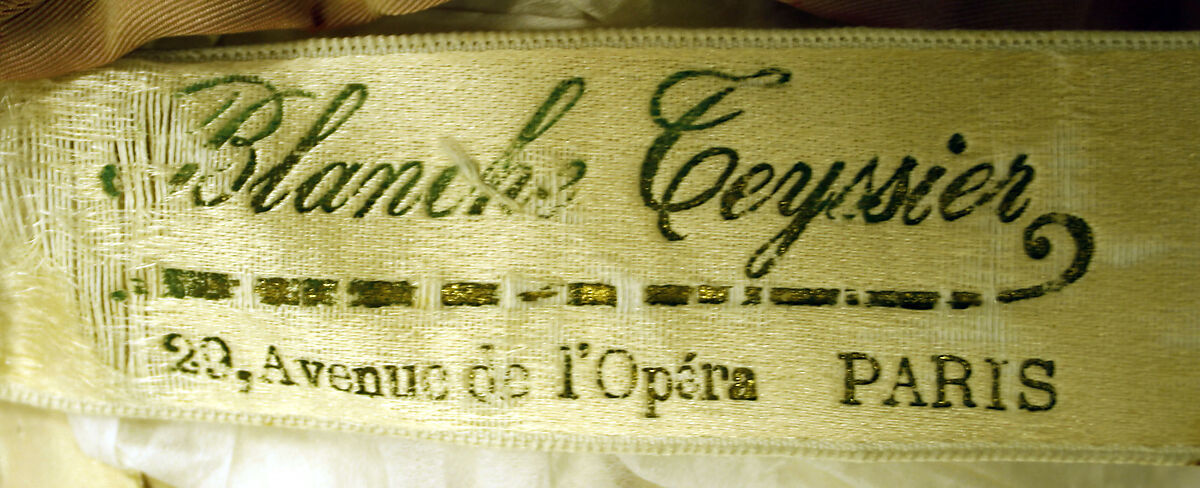 Blanche Teyssier
29, Avenue de l'Opéra PARIS